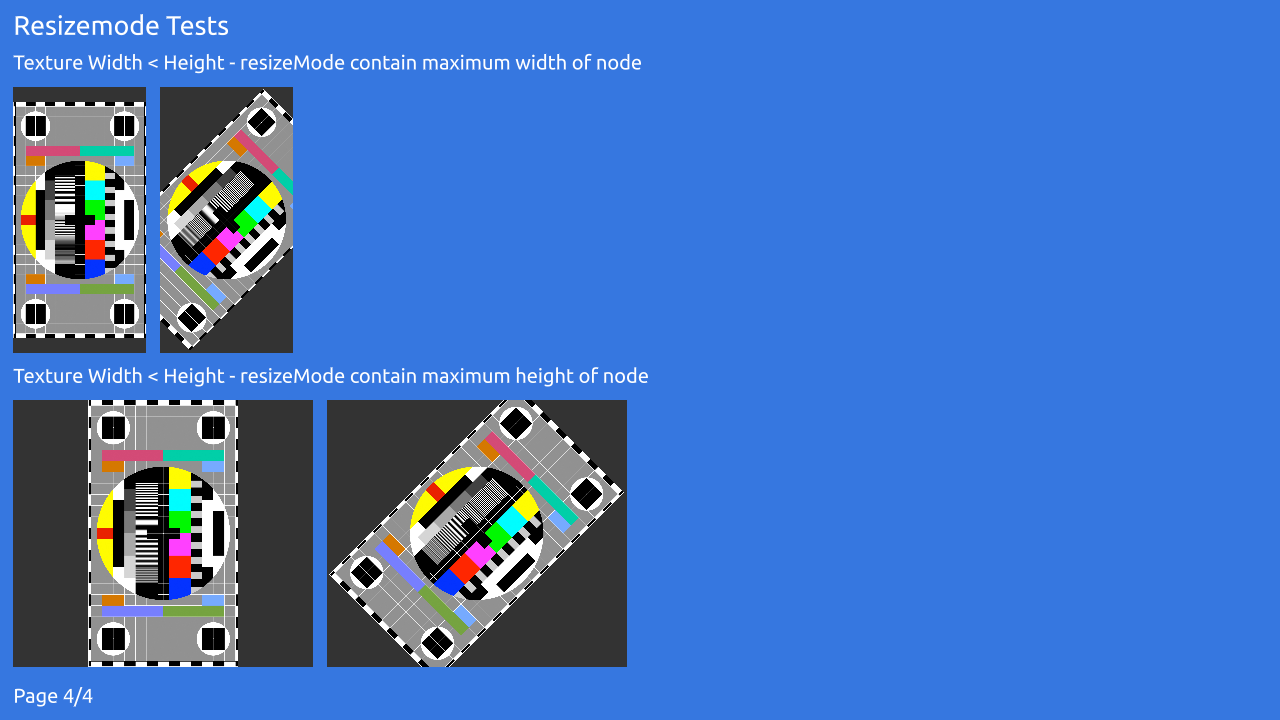 Resizemode Tests
Texture Width < Height - resizeMode contain maximum width of node
Texture Width < Height - resizeMode contain maximum height of node
Page 4/4